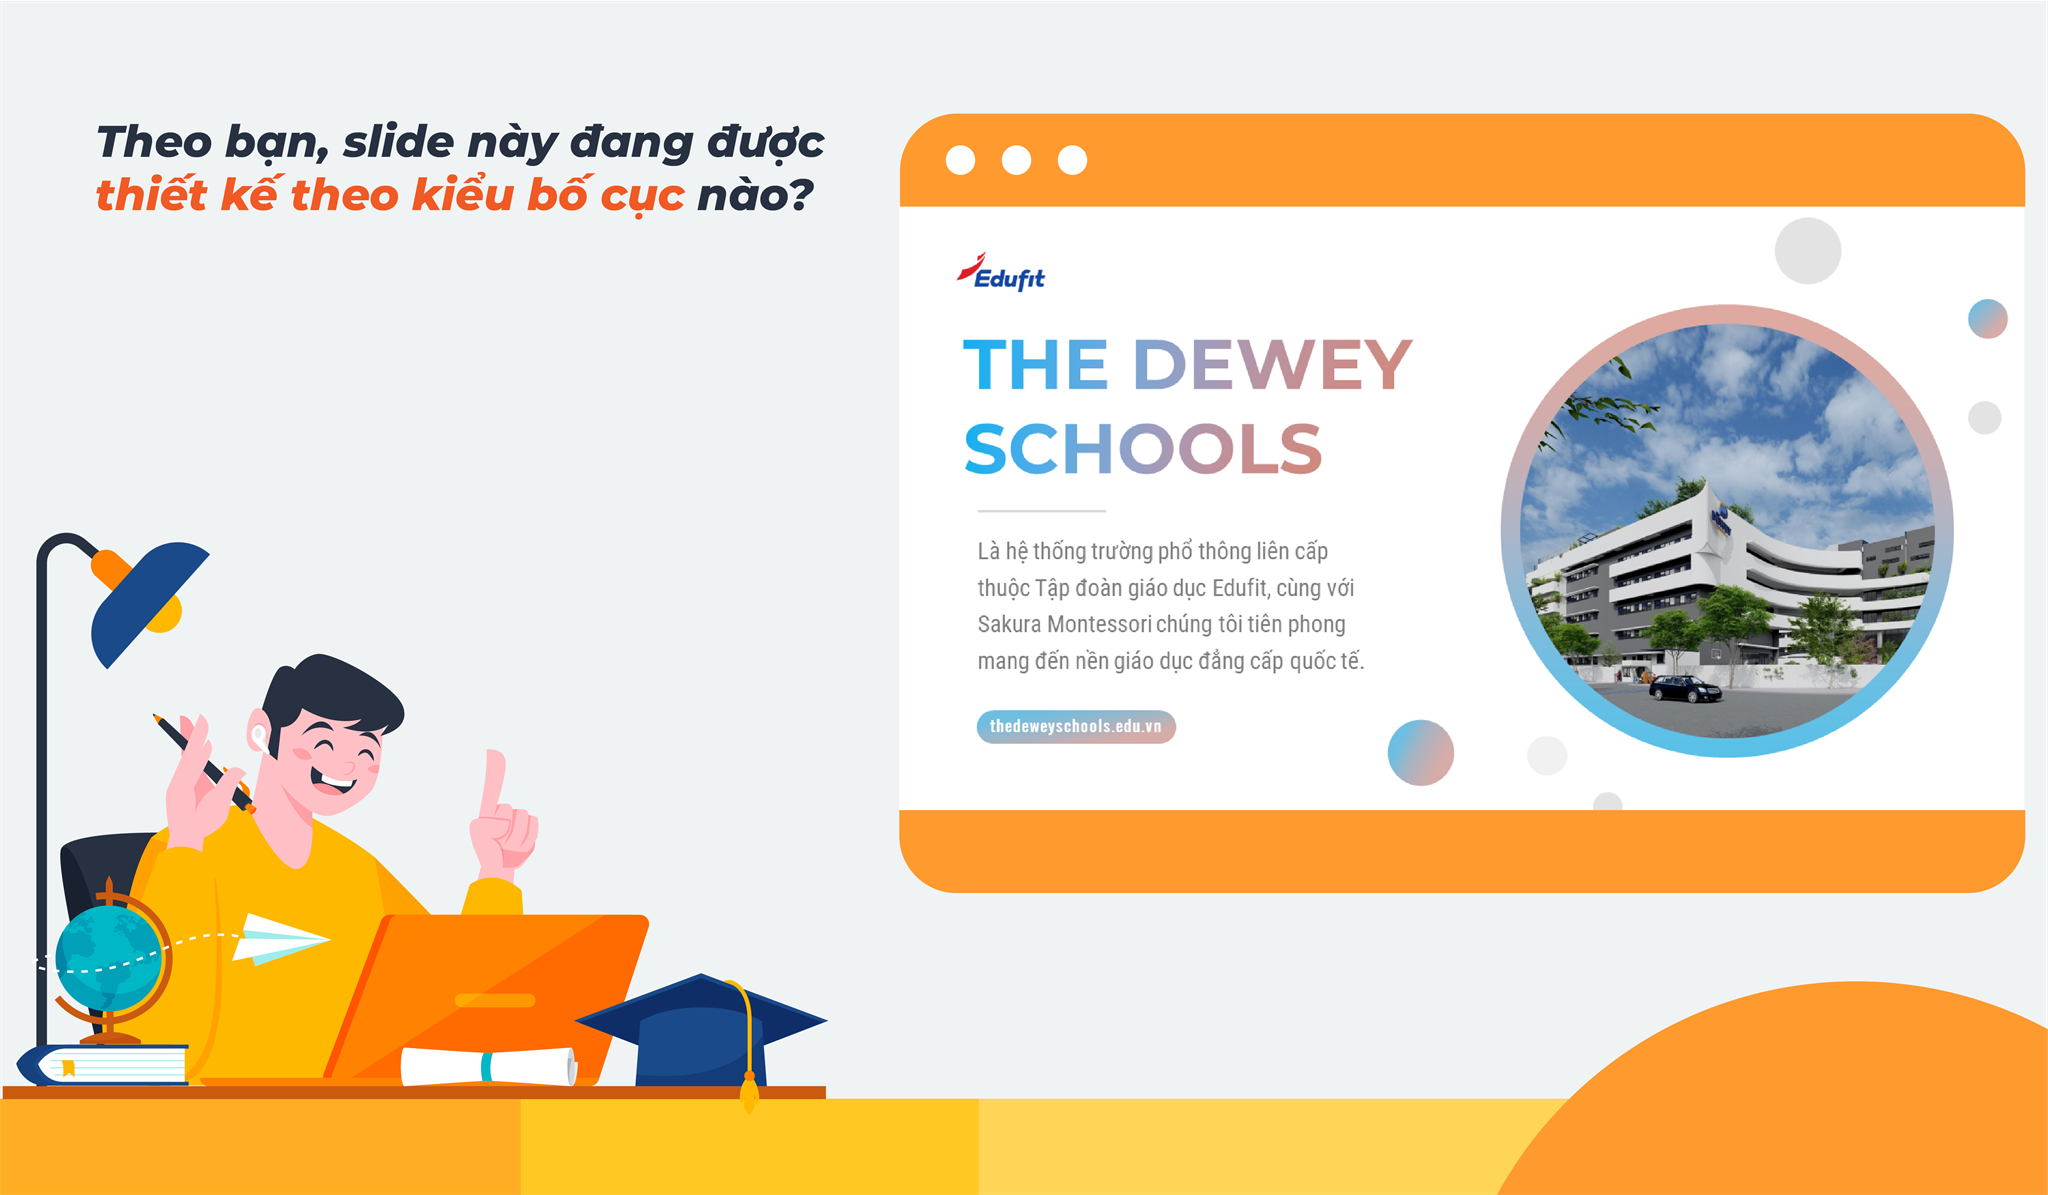 Theo bạn, slide này đang được
thiết kế theo kiểu bố cục nào?
Edufit
THE DEWEY
SCHOOLS
Là hệ thống trường phổ thông liên cấp
thuộc Tập đoàn giáo dục Edufit, cùng với
Sakura Montessori chúng tôi tiên phong
mang đến nền giáo dục đẳng cấp quốc tế.
thedeweyschools.edu.vn